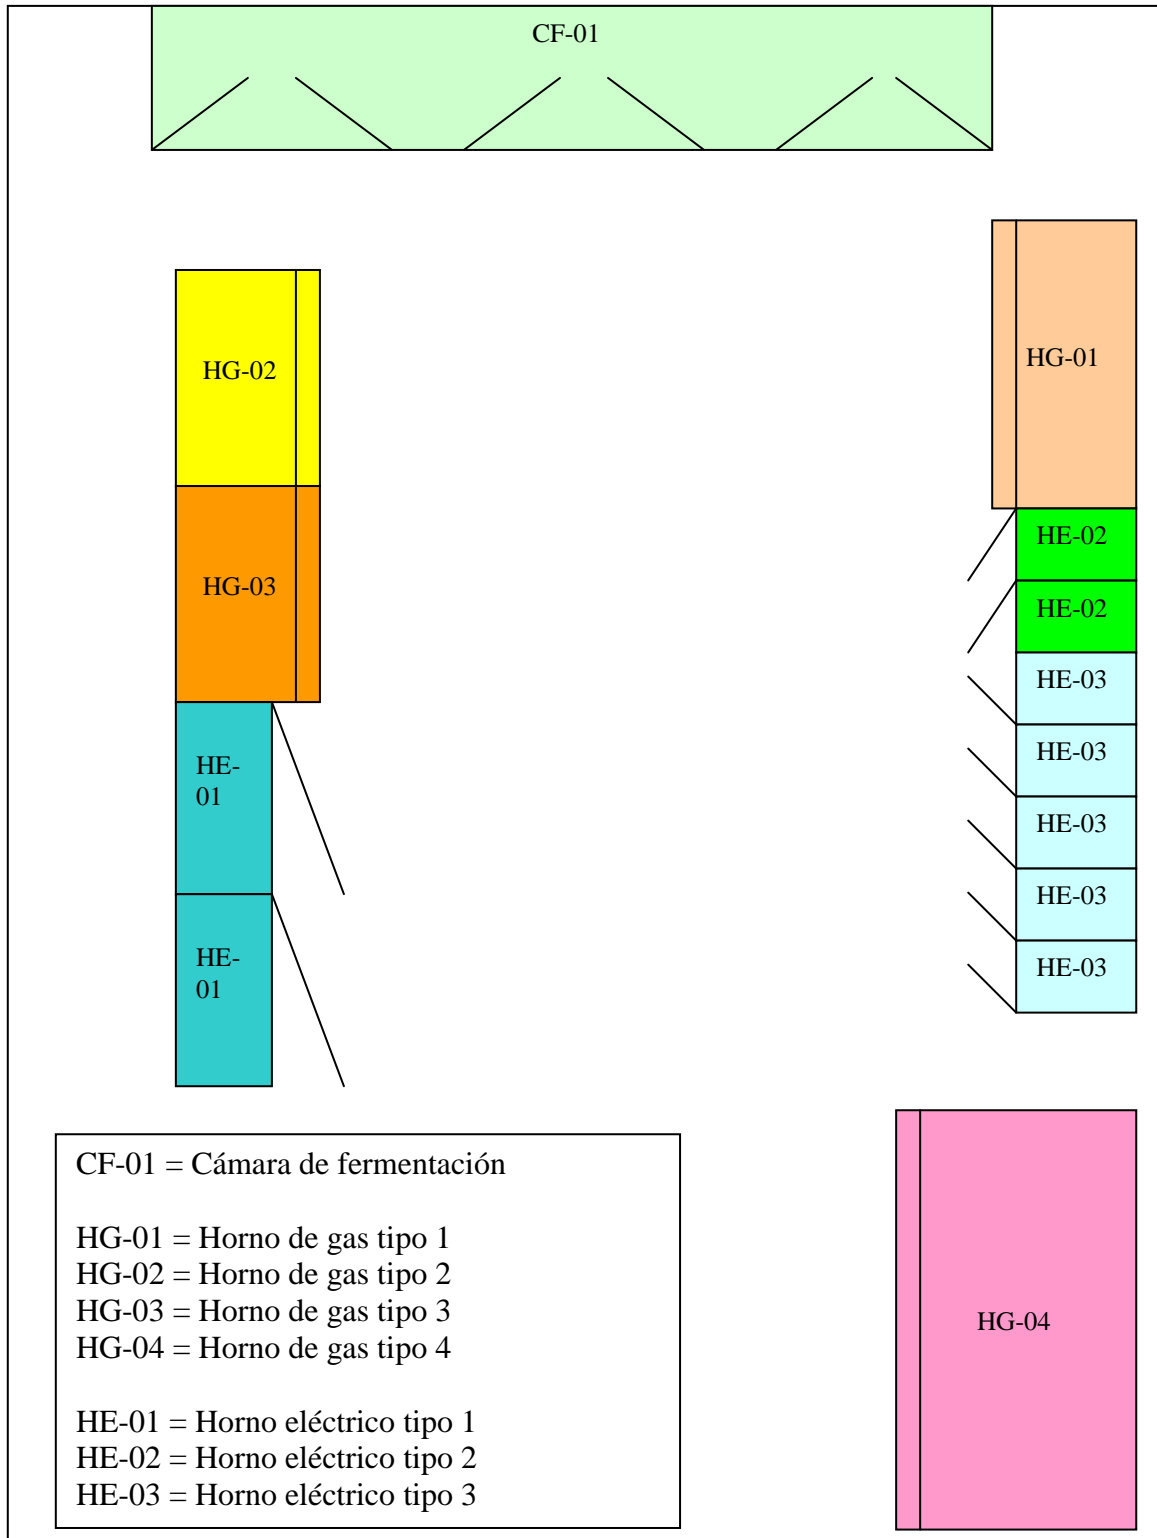 CF-01
HG-02
HG-01
HG-03
HE-02
HE-02
HE-03
HE-03
HE-03
HE-03
HE-03
HE-
01
HE-
01
CF-01 = Cámara de fermentación
HG-01 = Horno de gas tipo 1
HG-02 = Horno de gas tipo 2
HG-03 = Horno de gas tipo 3
HG-04 = Horno de gas tipo 4
HE-01 = Horno eléctrico tipo 1
HE-02 = Horno eléctrico tipo 2
HE-03 = Horno eléctrico tipo 3
HG-04